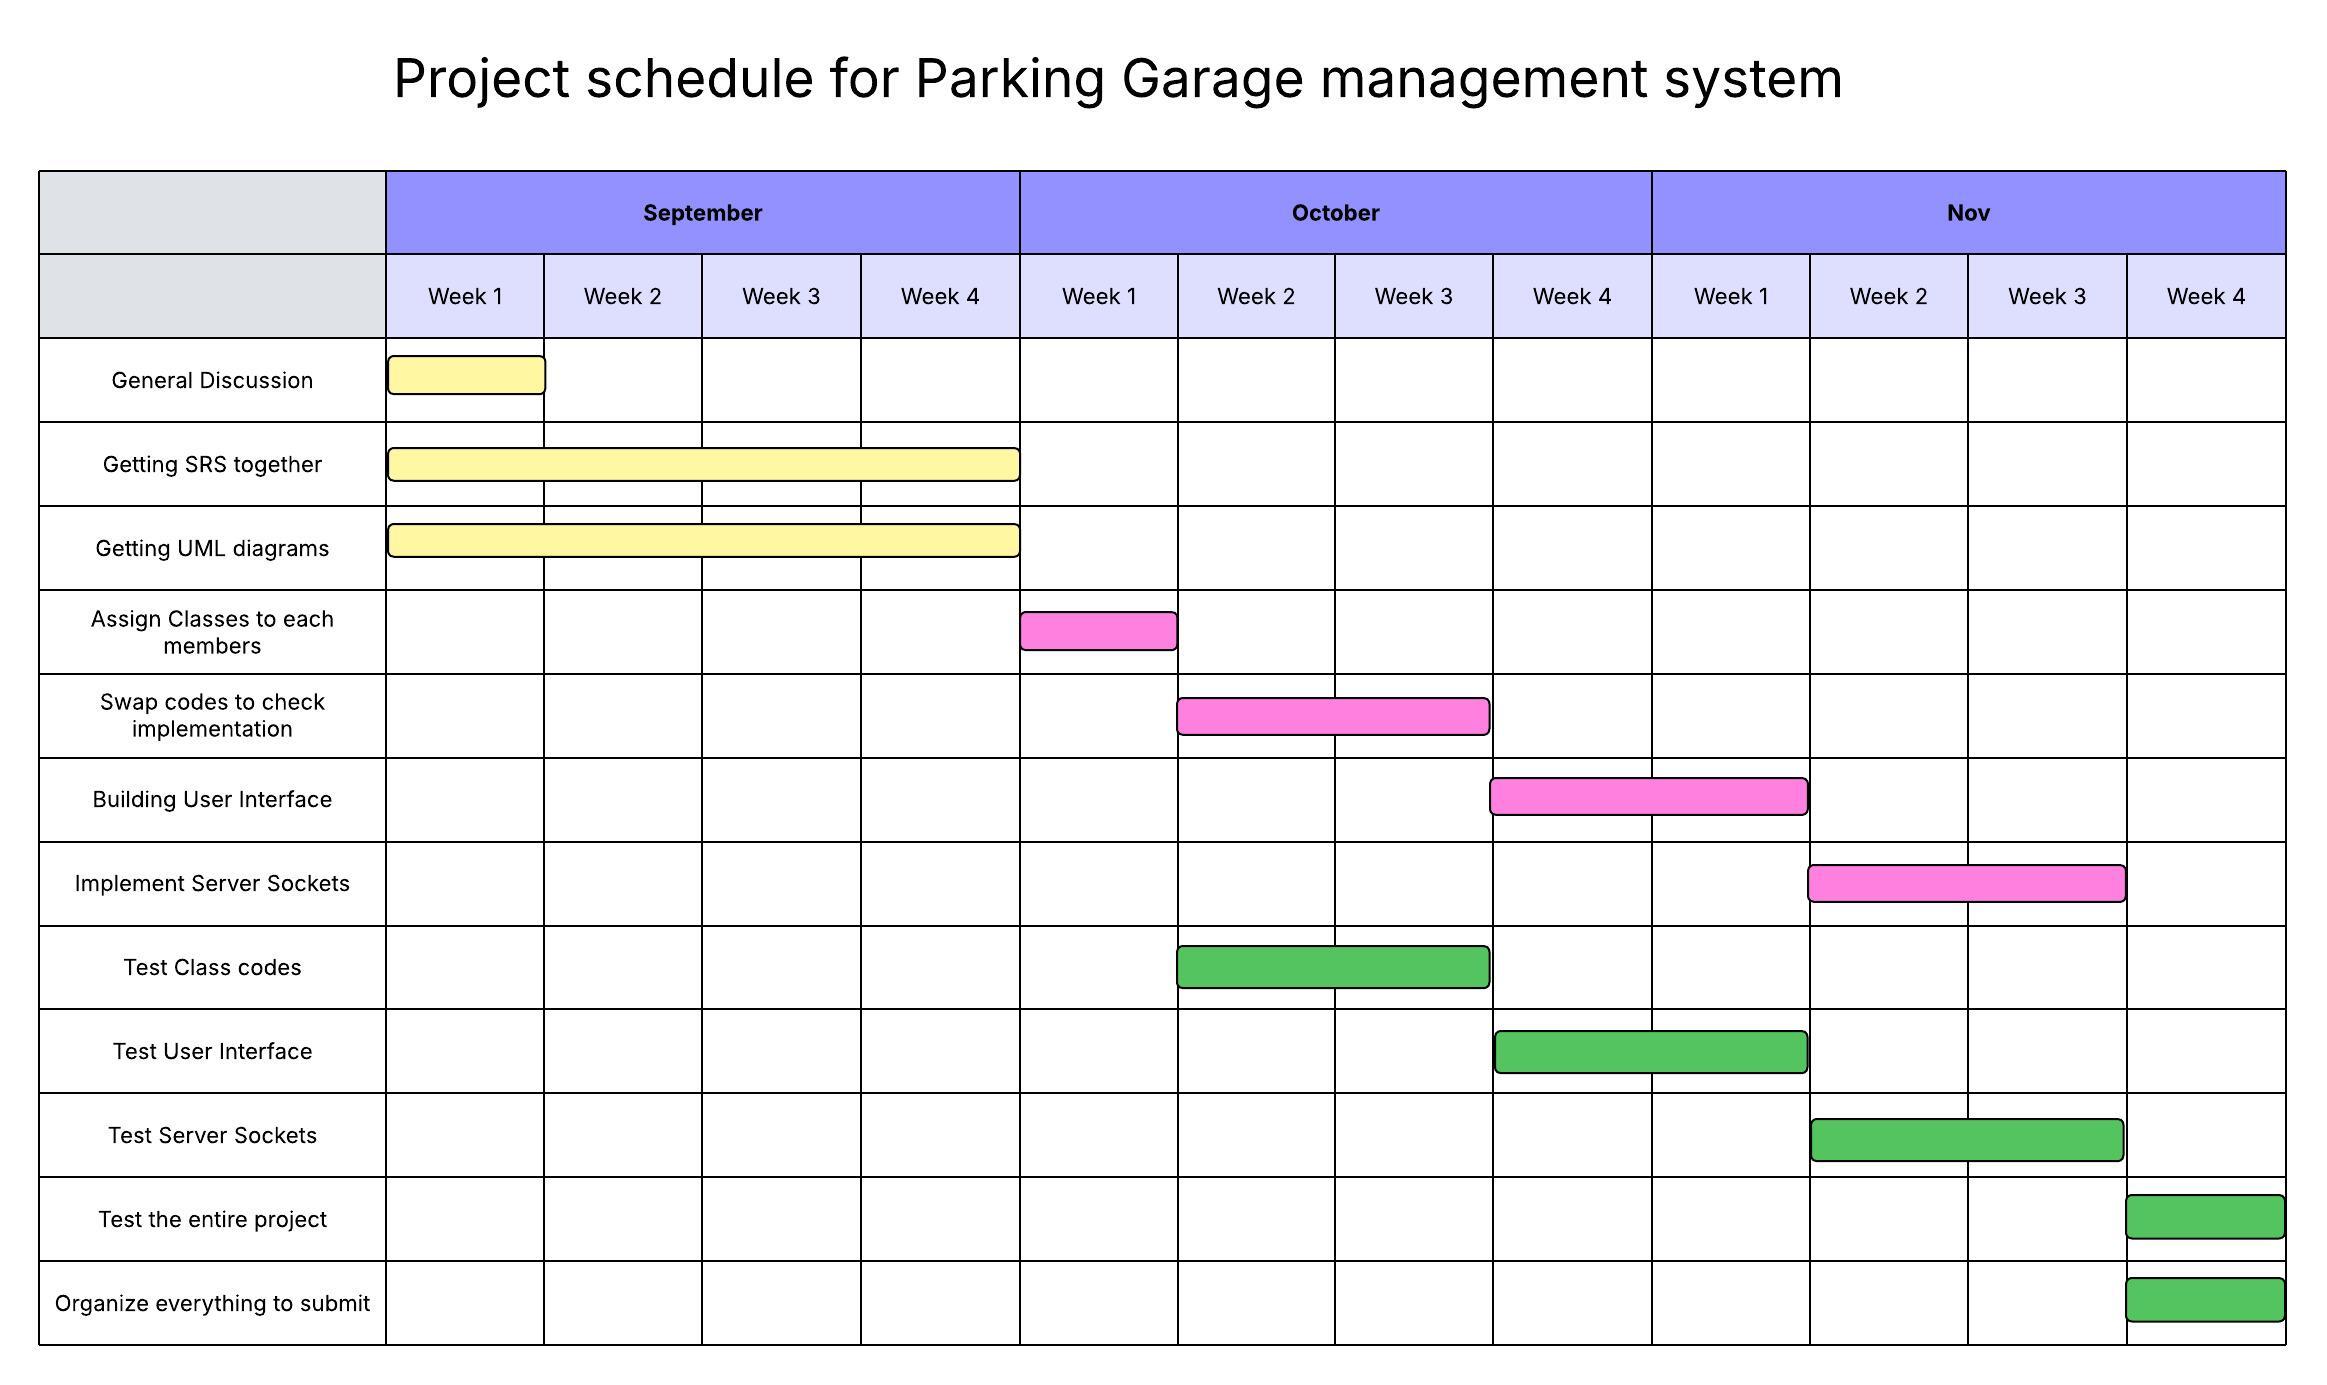 Project schedule for Parking Garage management system
September October Nov
Week 1 Week 2 Week 3 Week 4 Week 1 Week 2 Week 3 Week 4 Week 1 Week 2 Week 3 Week 4
General Discussion
Getting SRS together
Getting UML diagrams
Assign Classes to each
members
Swap codes to check
implementation
Building User Interface
Implement Server Sockets
Test Class codes
Test User Interface
Test Server Sockets
Test the entire project
Organize everything to submit